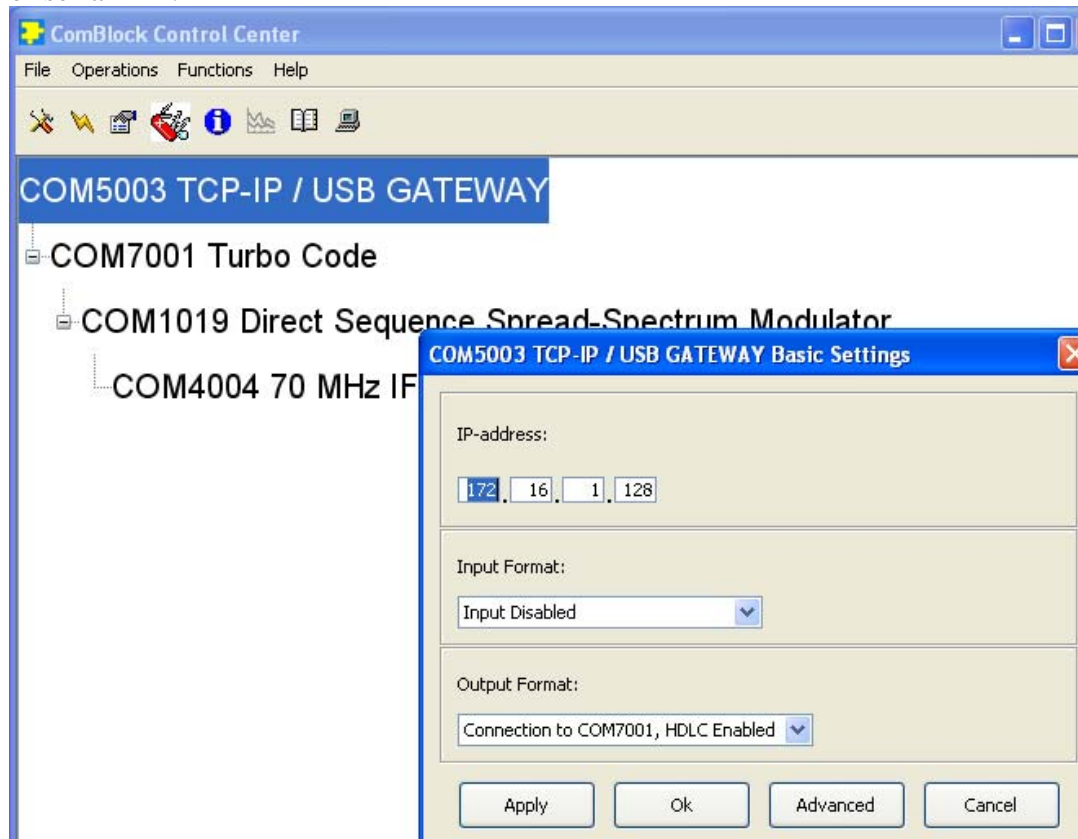 ComBlock Control Center
File Operations Functions Help
COM5003 TCP-IP / USB GATEWAY
COM7001 Turbo Code
COM1019 Direct Sequence Spread-Spectrum Modulator
COM4004 70 MHz IF
COM5003 TCP-IP / USB GATEWAY Basic Settings
IP-address:
172. 16. 1. 128
Input Format:
Input Disabled
Output Format:
Connection to COM7001, HDLC Enabled
Apply Ok Advanced Cancel